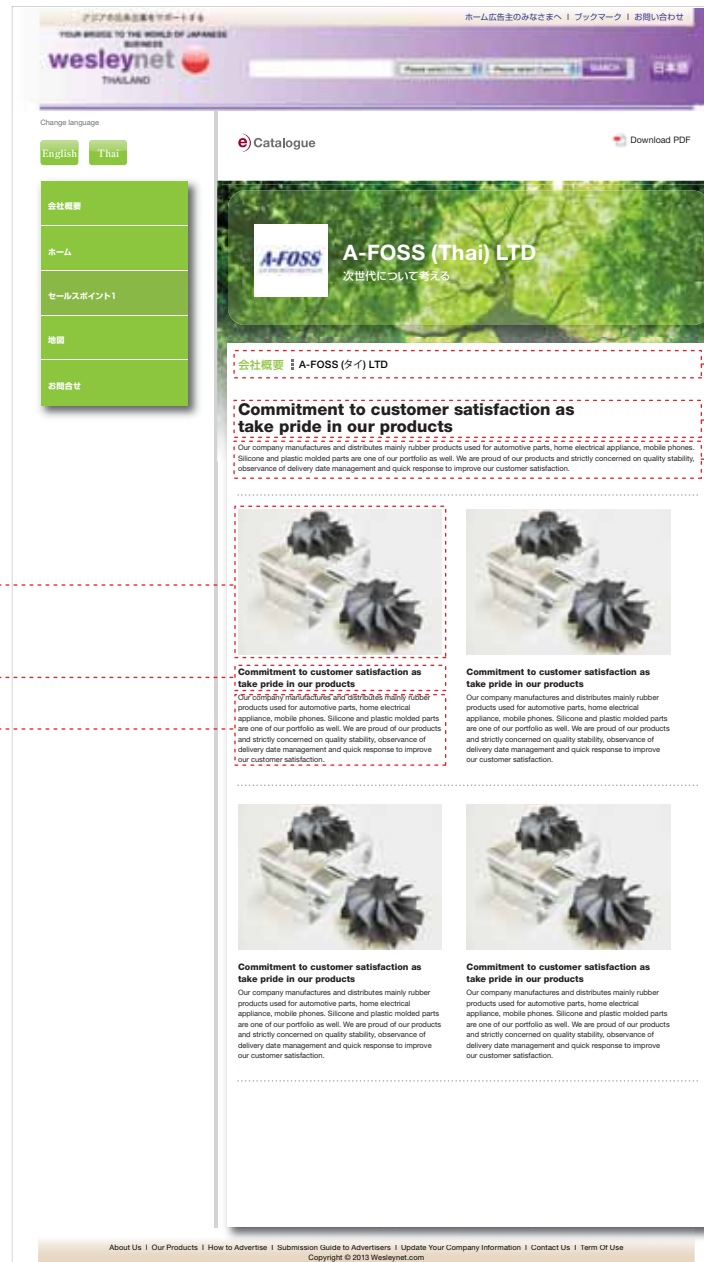 アジアの広告企業をサポートする
ホーム広告主のみなさまへ | ブックマーク | お問い合わせ
YOUR BRIDGE TO THE WORLD OF JAPANESE
BUSINESS
wesleynet
THAILAND
Please select Filter
Please select Country
SEARCH
日本語
Change language
English
Thai
e Catalogue
Download PDF
会社概要
ホーム
セールスポイント1
地図
お問合せ
A-FOSS
A-FOSS (Thai) LTD
次世代について考える
会社概要 A-FOSS (タイ) LTD
Commitment to customer satisfaction as
take pride in our products
Our company manufactures and distributes mainly rubber products used for automotive parts, home electrical appliance, mobile phones.
Silicone and plastic molded parts are one of our portfolio as well. We are proud of our products and strictly concerned on quality stability,
observance of delivery date management and quick response to improve our customer satisfaction.
Commitment to customer satisfaction as
take pride in our products
Our company manufactures and distributes mainly rubber
products used for automotive parts, home electrical
appliance, mobile phones. Silicone and plastic molded parts
are one of our portfolio as well. We are proud of our products
and strictly concerned on quality stability, observance of
delivery date management and quick response to improve
our customer satisfaction.
Commitment to customer satisfaction as
take pride in our products
Our company manufactures and distributes mainly rubber
products used for automotive parts, home electrical
appliance, mobile phones. Silicone and plastic molded parts
are one of our portfolio as well. We are proud of our products
and strictly concerned on quality stability, observance of
delivery date management and quick response to improve
our customer satisfaction.
Commitment to customer satisfaction as
take pride in our products
Our company manufactures and distributes mainly rubber
products used for automotive parts, home electrical
appliance, mobile phones. Silicone and plastic molded parts
are one of our portfolio as well. We are proud of our products
and strictly concerned on quality stability, observance of
delivery date management and quick response to improve
our customer satisfaction.
Commitment to customer satisfaction as
take pride in our products
Our company manufactures and distributes mainly rubber
products used for automotive parts, home electrical
appliance, mobile phones. Silicone and plastic molded parts
are one of our portfolio as well. We are proud of our products
and strictly concerned on quality stability, observance of
delivery date management and quick response to improve
our customer satisfaction.
About Us | Our Products | How to Advertise | Submission Guide to Advertisers | Update Your Company Information | Contact Us | Term Of Use
Copyright © 2013 Wesleynet.com